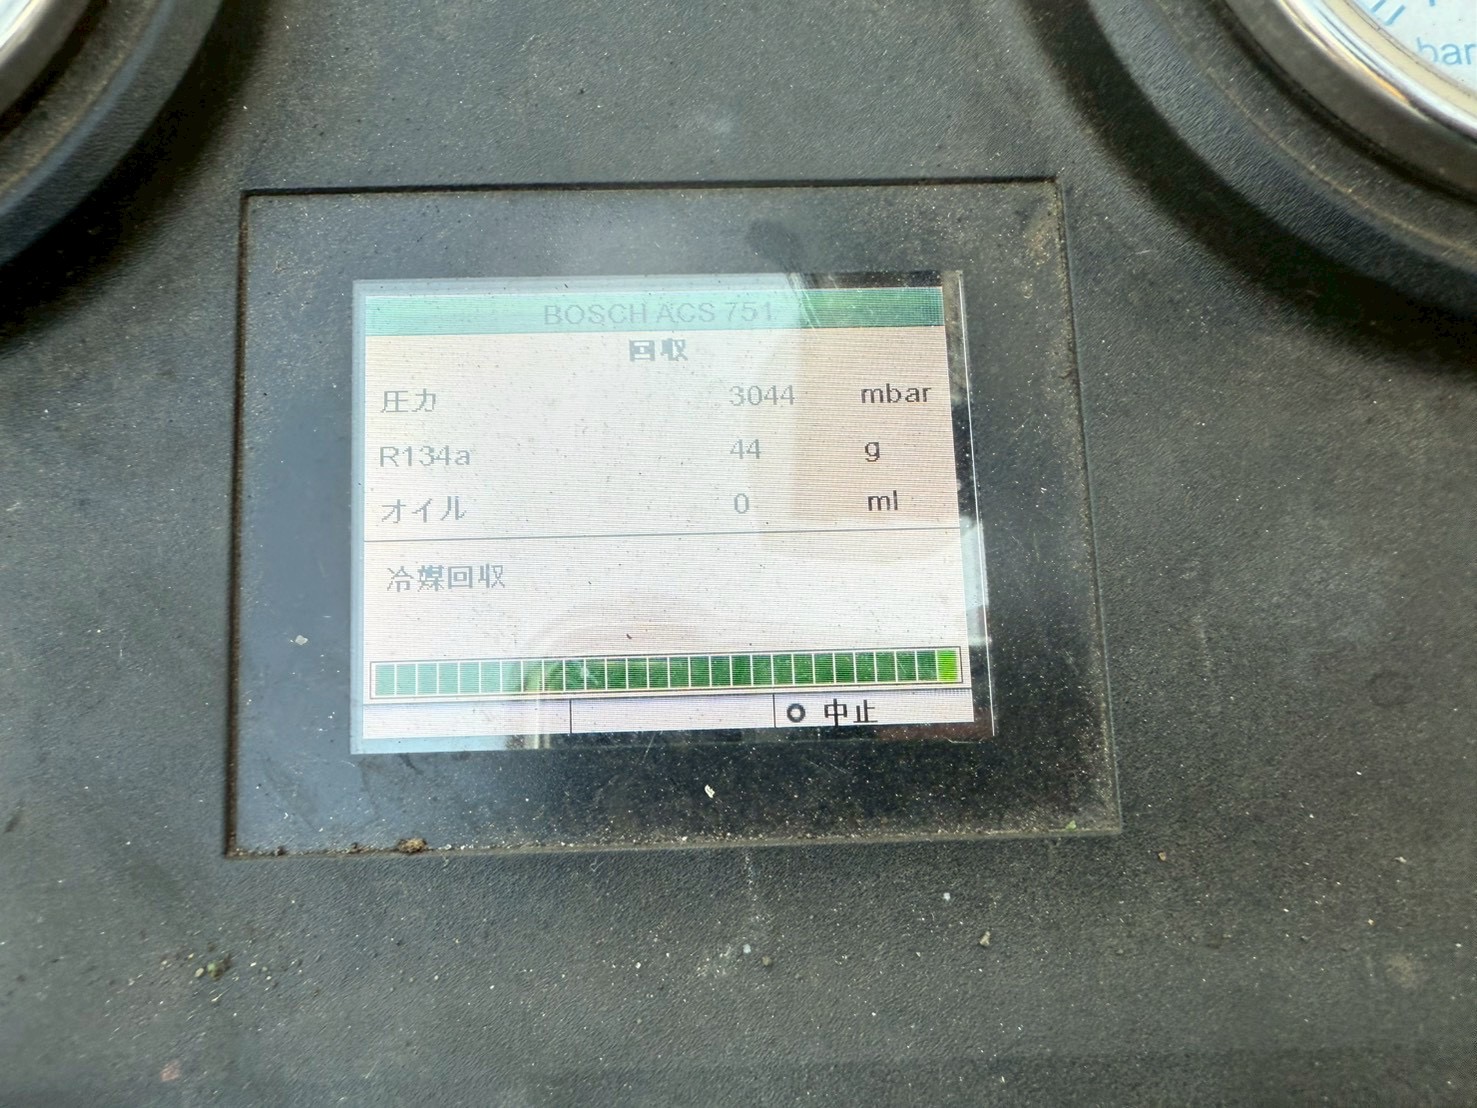 bar
BOSCH ACS 751
回収
圧力 3044 mbar
R134a 44 g
オイル 0 ml
冷媒回収
中止